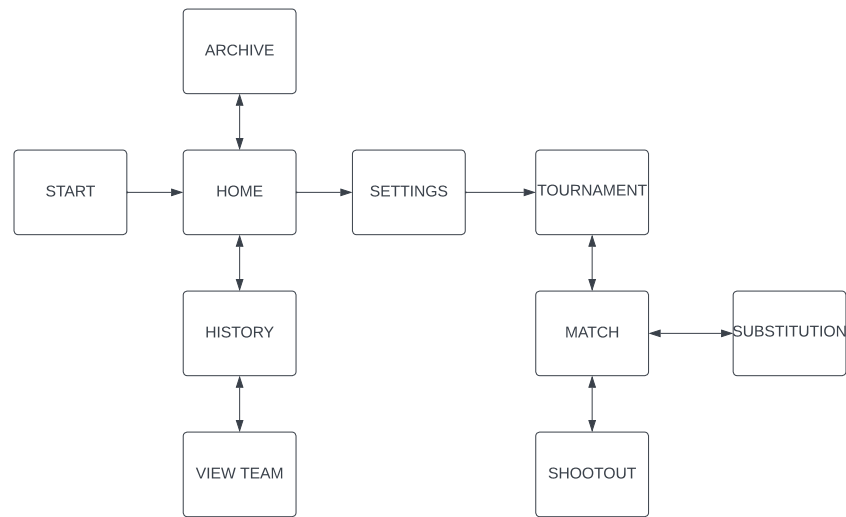 ARCHIVE
START
HOME
SETTINGS
TOURNAMENT
HISTORY
MATCH
SUBSTITUTION
VIEW TEAM
SHOOTOUT